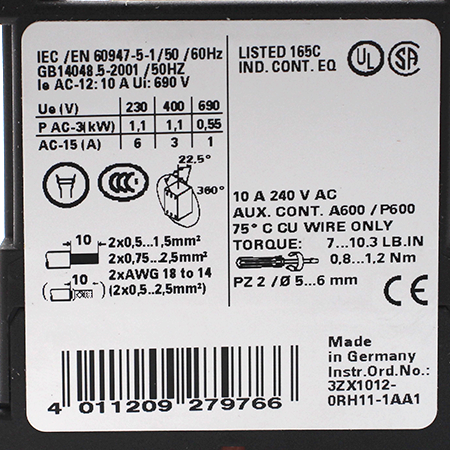 IEC /EN 60947-5-1/50 /60Hz
GB14048.5-2001 /50HZ
Ie AC-12: 10 A Ui: 690 V
Ue (V) 230 400 690
P AC-3(kW) 1,1 1,1 0,55
AC-15 (A) 6 3 1
LISTED 165C
IND. CONT. EQ
UL
SA
CCC
22.5°
360°
10
2x0,5...1,5mm²
2x0,75...2,5mm²
10
2xAWG 18 to 14
(2x0,5...2,5mm²)
10 A 240 V AC
AUX. CONT. A600 /P600
75° C CU WIRE ONLY
TORQUE: 7...10.3 LB.IN
0,8...1,2 Nm
PZ 2 /Ø 5...6 mm
CE
4 011209 279766
Made
in Germany
Instr.Ord.No.:
3ZX1012-
0RH11-1AA1